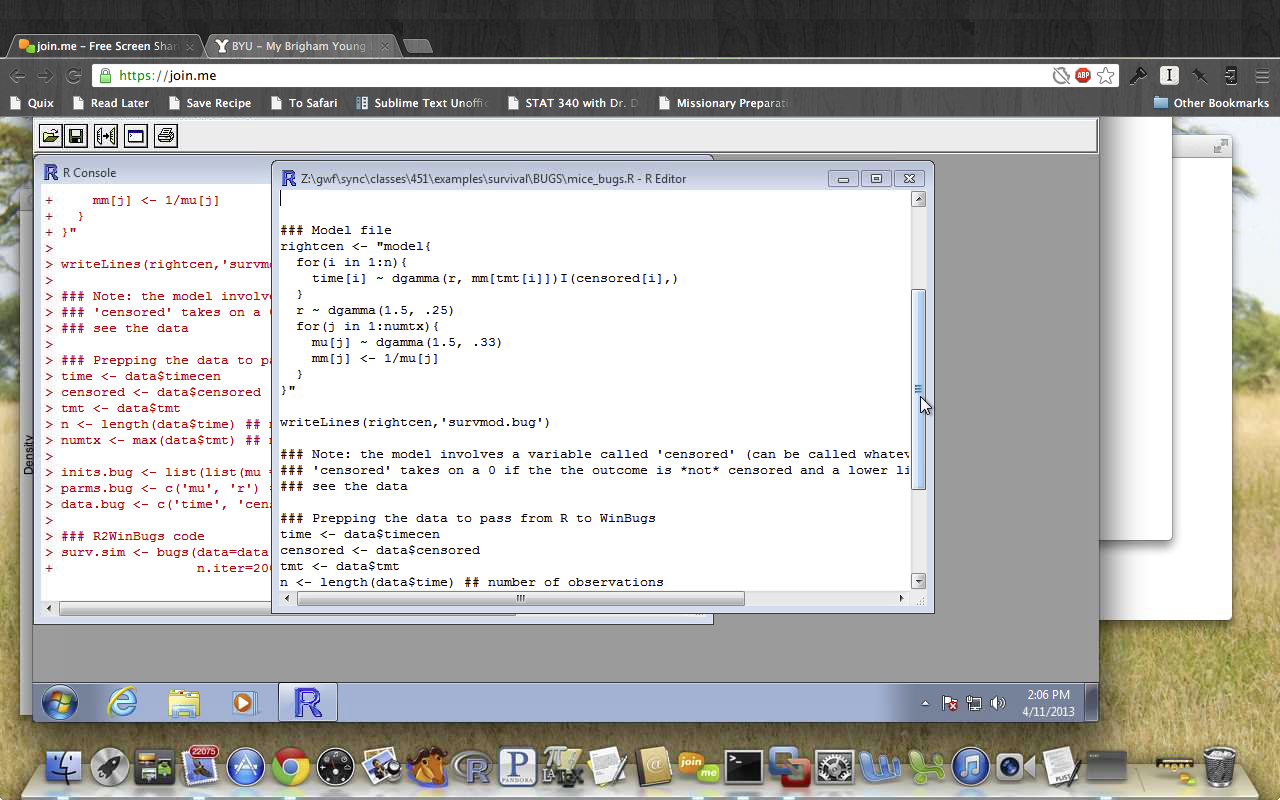 join.me – Free Screen Shar
BYU – My Brigham Young
https://join.me
ABP
I
Quix
Read Later
Save Recipe
To Safari
Sublime Text Unoffic
STAT 340 with Dr. D
Missionary Preparati
Other Bookmarks
R Console
+     mm[j] <- 1/mu[j]
+   }
+ }"
>
> writeLines(rightcen,'survmo
>
> ### Note: the model involve
> ### 'censored' takes on a
> ### see the data
>
> ### Prepping the data to pa
> time <- data$timecen
> censored <- data$censored
> tmt <- data$tmt
> n <- length(data$time) ##
> numtx <- max(data$tmt) ##
>
> inits.bug <- list(list(mu =
> parms.bug <- c('mu', 'r')
> data.bug <- c('time', 'cens
>
> ### R2WinBugs code
> surv.sim <- bugs(data=data
+                  n.iter=200
Density
Z:\gwf\sync\classes\451\examples\survival\BUGS\mice_bugs.R - R Editor
### Model file
rightcen <- "model{
  for(i in 1:n){
    time[i] ~ dgamma(r, mm[tmt[i]])I(censored[i],)
  }
  r ~ dgamma(1.5, .25)
  for(j in 1:numtx){
    mu[j] ~ dgamma(1.5, .33)
    mm[j] <- 1/mu[j]
  }
}"
writeLines(rightcen,'survmod.bug')
### Note: the model involves a variable called 'censored' (can be called whatev
### 'censored' takes on a 0 if the the outcome is *not* censored and a lower li
### see the data
### Prepping the data to pass from R to WinBugs
time <- data$timecen
censored <- data$censored
tmt <- data$tmt
n <- length(data$time) ## number of observations
2:06 PM
4/11/2013
22075
R
P
PANDORA
LATEX
@
join
me
PLIST